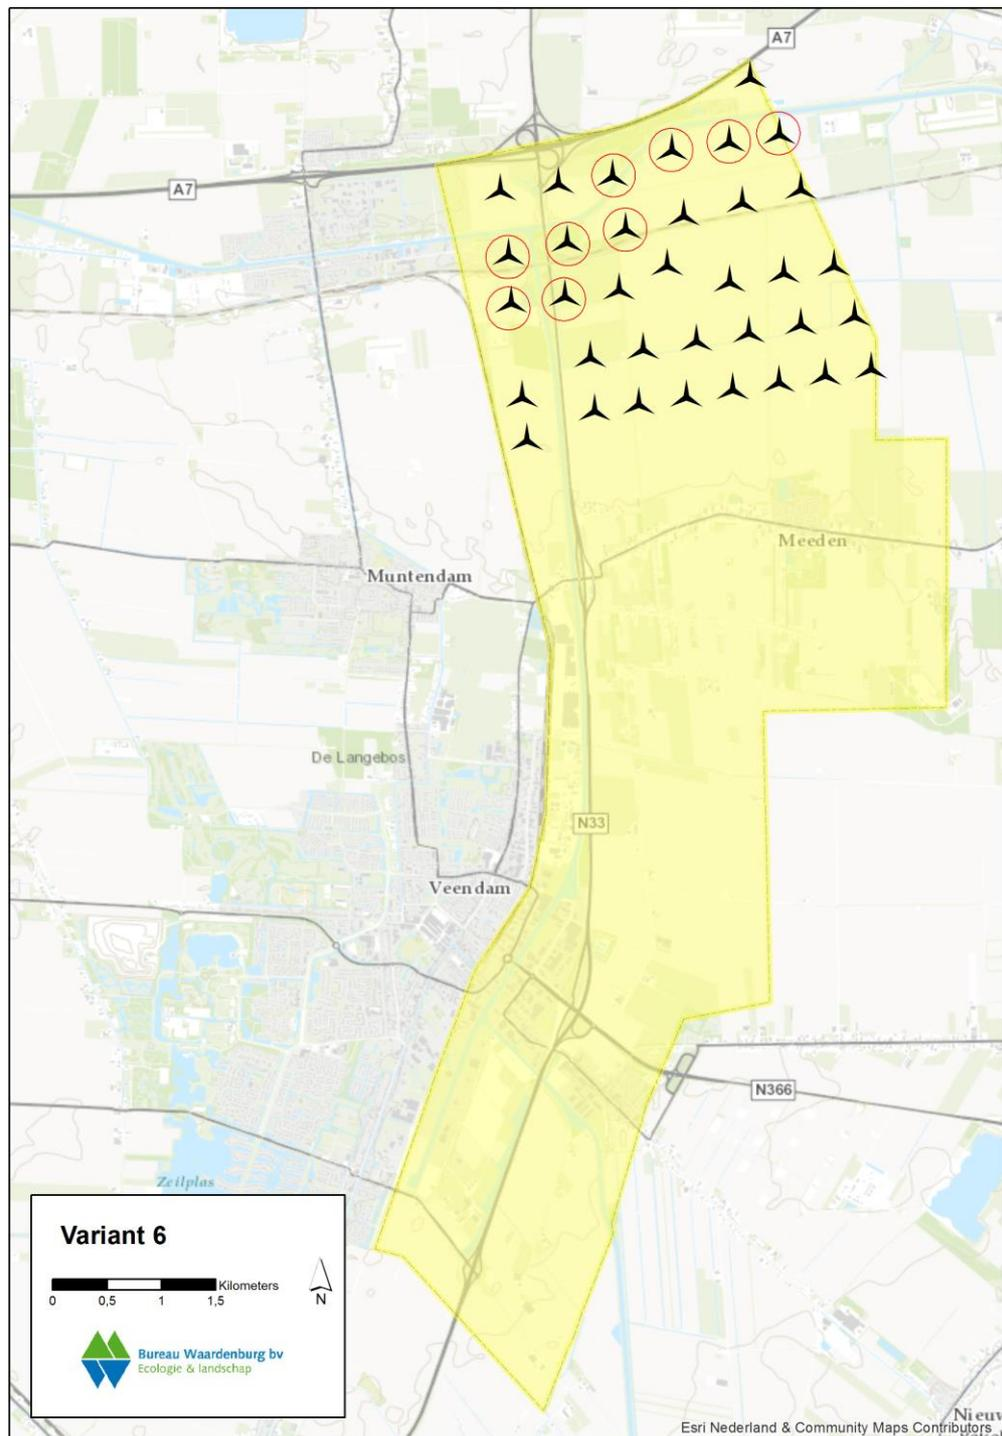 A7
A7
Meeden
Muntendam
De Langebos
N33
Veendam
N366
Zeilplas
Variant 6
Kilometers
0 0,5 1 1,5
N
Bureau Waardenburg bv
Ecologie & landschap
Nieuw
Esri Nederland & Community Maps Contributors